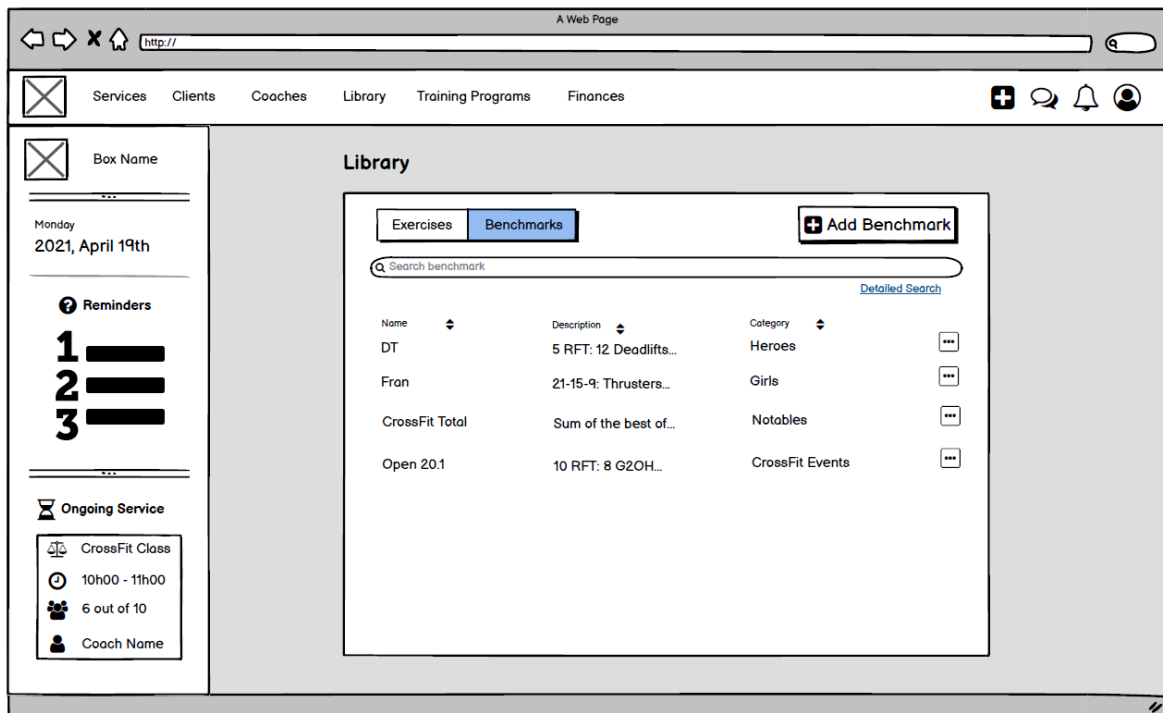 A Web Page
http://
Services Clients Coaches Library Training Programs Finances
Box Name
Monday
2021, April 19th
Reminders
1
2
3
Ongoing Service
CrossFit Class
10h00 - 11h00
6 out of 10
Coach Name
Library
Exercises Benchmarks Add Benchmark
Search benchmark
Detailed Search
Name Description Category
DT 5 RFT: 12 Deadlifts... Heroes
Fran 21-15-9: Thrusters... Girls
CrossFit Total Sum of the best of... Notables
Open 20.1 10 RFT: 8 G2OH... CrossFit Events